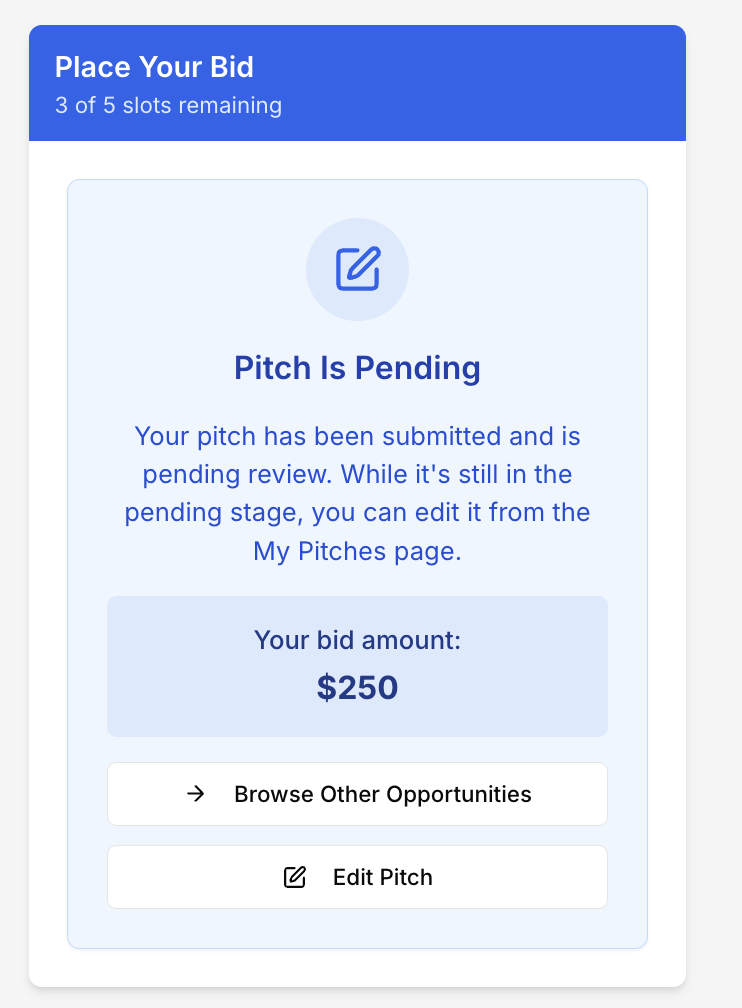 Place Your Bid
3 of 5 slots remaining
Pitch Is Pending
Your pitch has been submitted and is
pending review. While it's still in the
pending stage, you can edit it from the
My Pitches page.
Your bid amount:
$250
Browse Other Opportunities
Edit Pitch